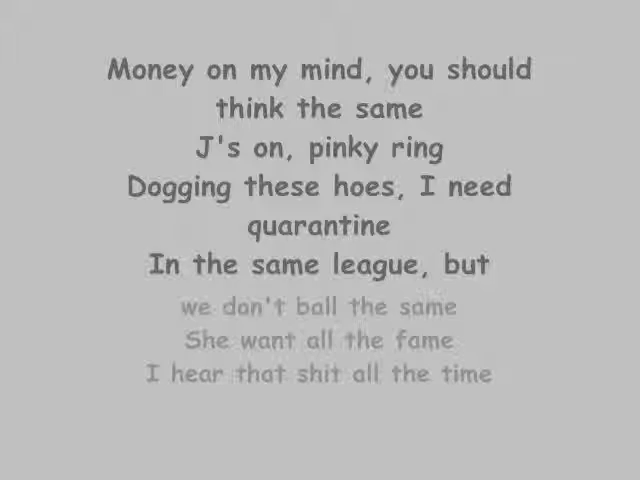 Money on my mind, you should
think the same
J's on, pinky ring
Dogging these hoes, I need
quarantine
In the same league, but
we don't ball the same
She want all the fame
I hear that shit all the time